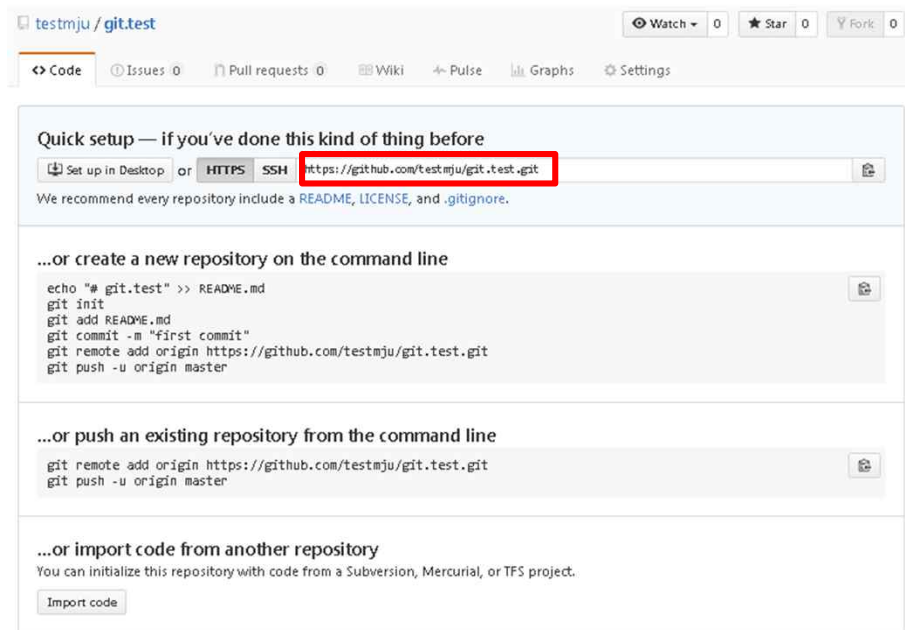 testmju / git.test
Watch 0 Star 0 Fork 0
Code Issues 0 Pull requests 0 Wiki Pulse Graphs Settings
Quick setup — if you've done this kind of thing before
Set up in Desktop or HTTPS SSH https://github.com/testmju/git.test.git
We recommend every repository include a README, LICENSE, and .gitignore.
...or create a new repository on the command line
echo "# git.test" >> README.md
git init
git add README.md
git commit -m "first commit"
git remote add origin https://github.com/testmju/git.test.git
git push -u origin master
...or push an existing repository from the command line
git remote add origin https://github.com/testmju/git.test.git
git push -u origin master
...or import code from another repository
You can initialize this repository with code from a Subversion, Mercurial, or TFS project.
Import code